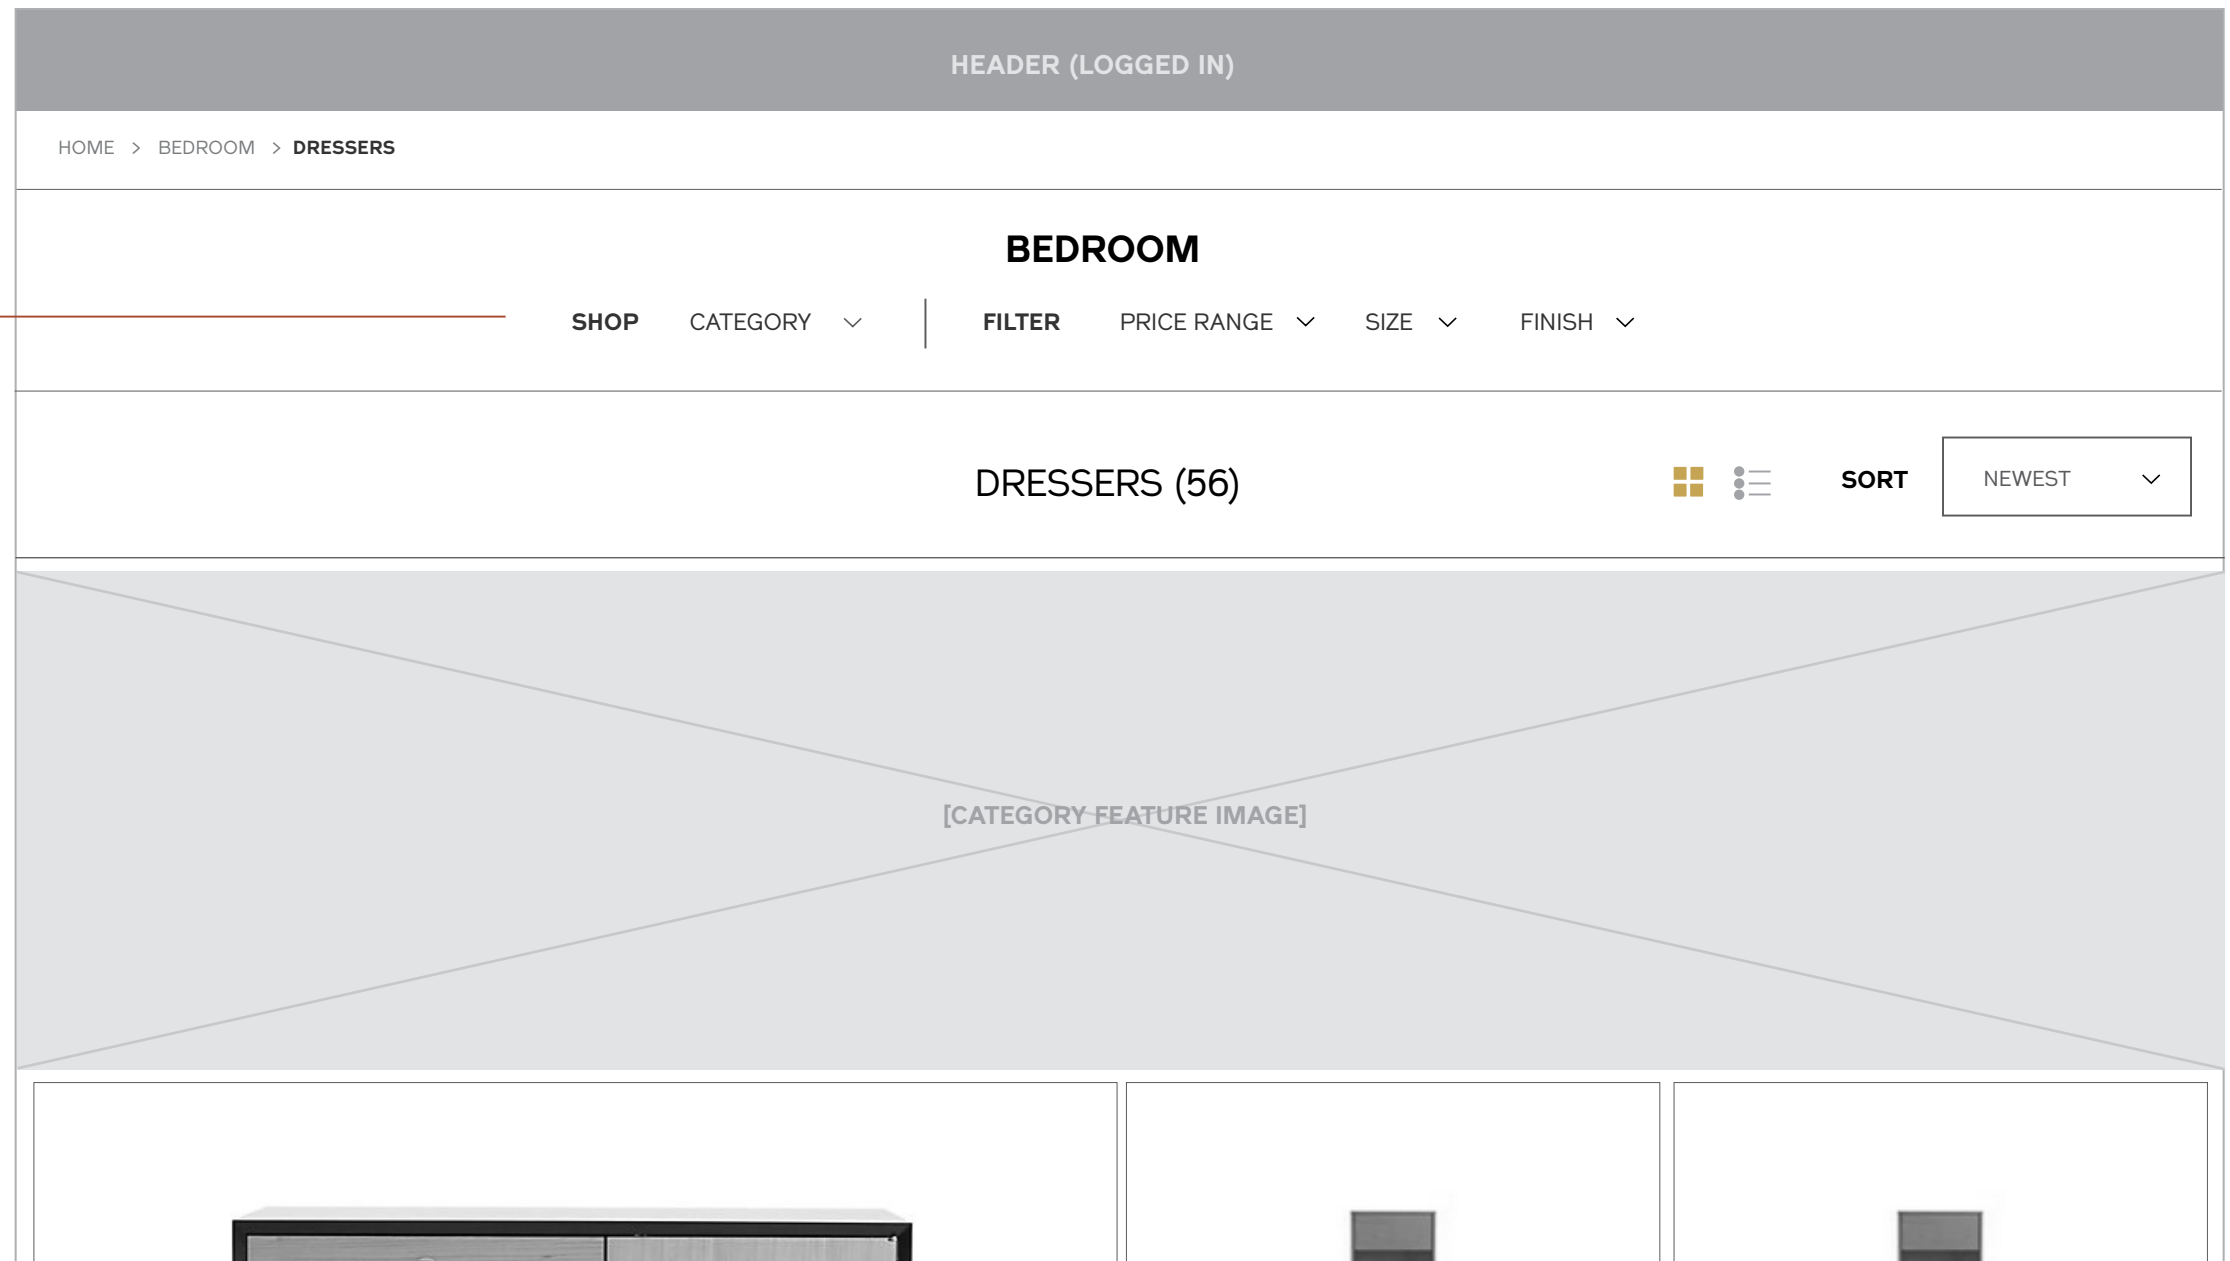 HEADER (LOGGED IN)
HOME > BEDROOM > DRESSERS
BEDROOM
SHOP CATEGORY FILTER PRICE RANGE SIZE FINISH
DRESSERS (56) SORT NEWEST
[CATEGORY FEATURE IMAGE]